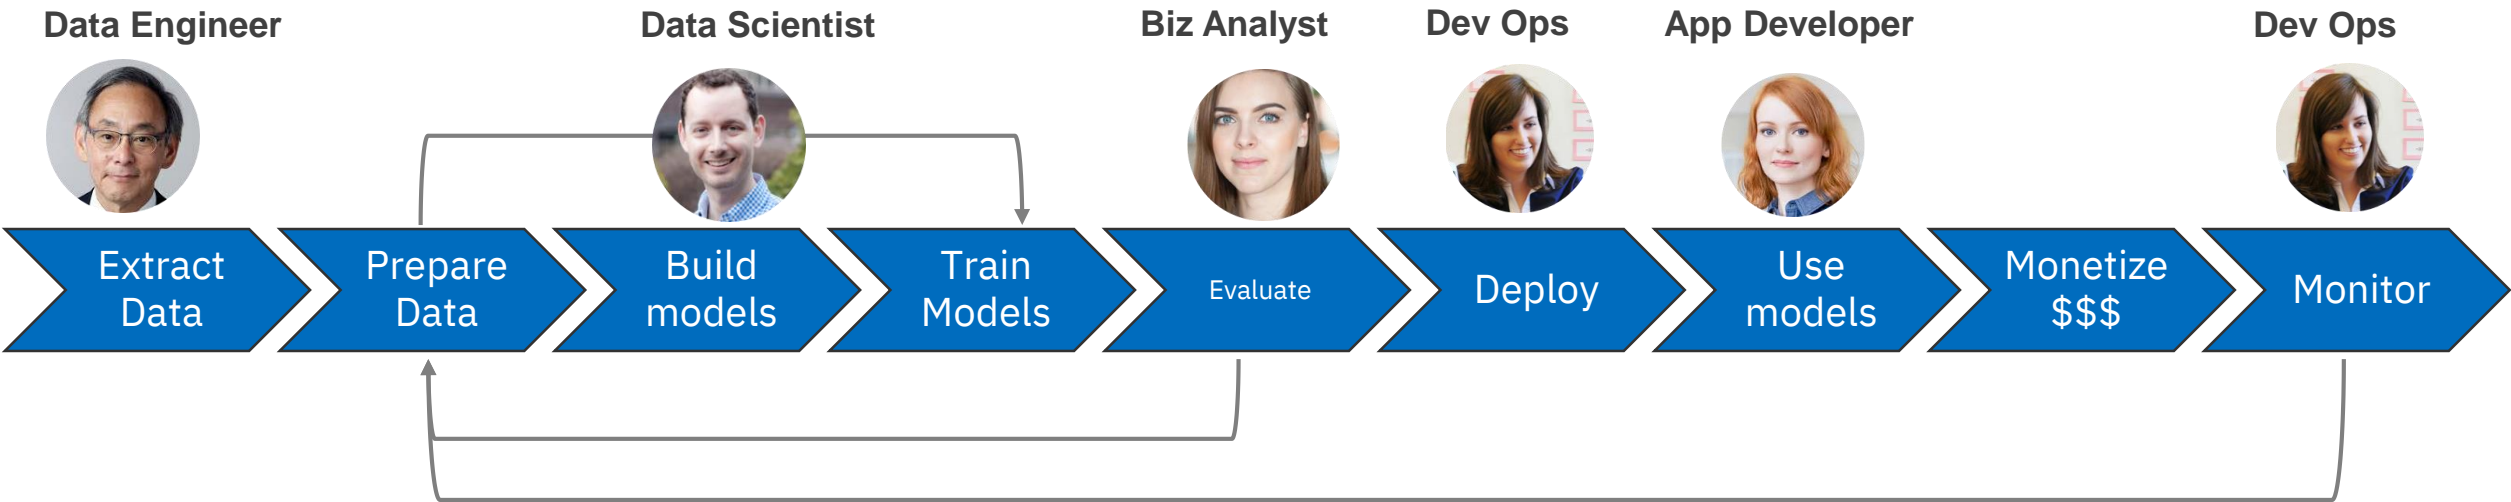 Data Engineer
Data Scientist
Biz Analyst
Dev Ops
App Developer
Dev Ops
Extract
Data
Prepare
Data
Build
models
Train
Models
Evaluate
Deploy
Use
models
Monetize
$$$
Monitor